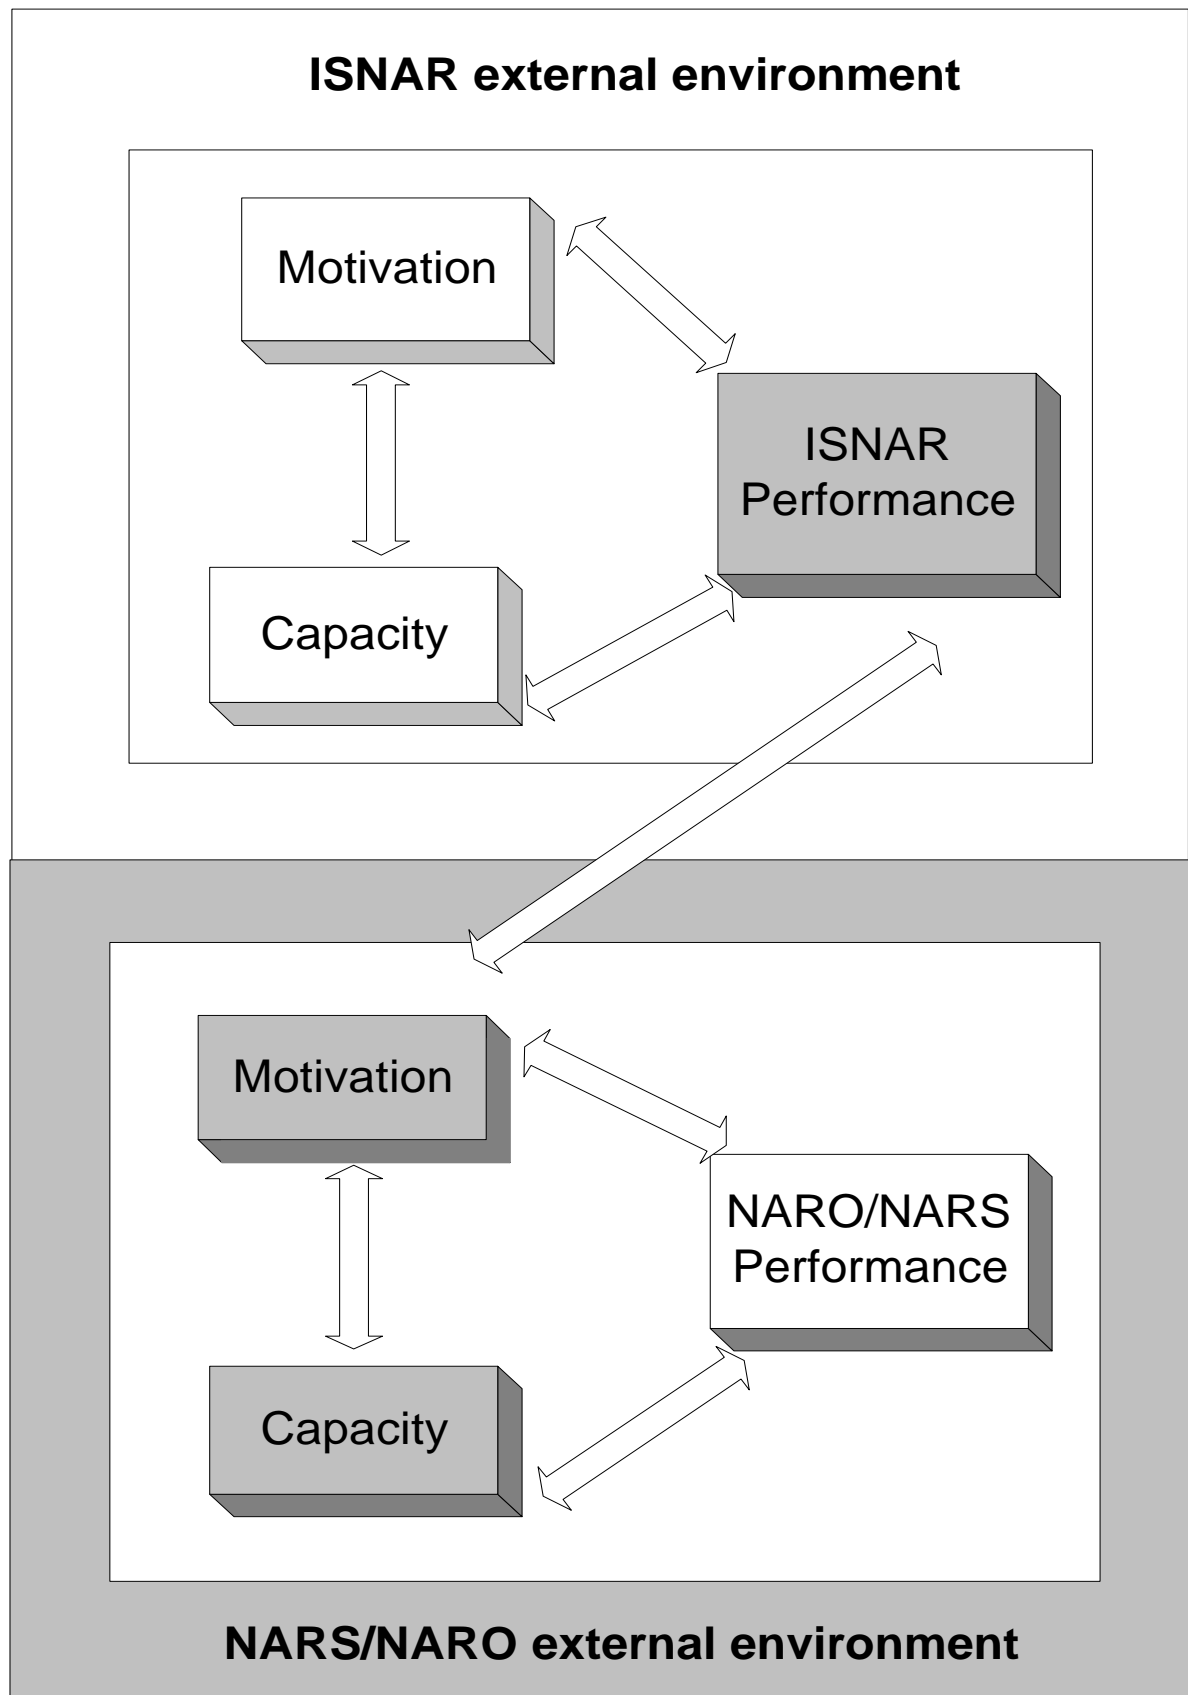 ISNAR external environment
Motivation
ISNAR
Performance
Capacity
Motivation
NARO/NARS
Performance
Capacity
NARS/NARO external environment